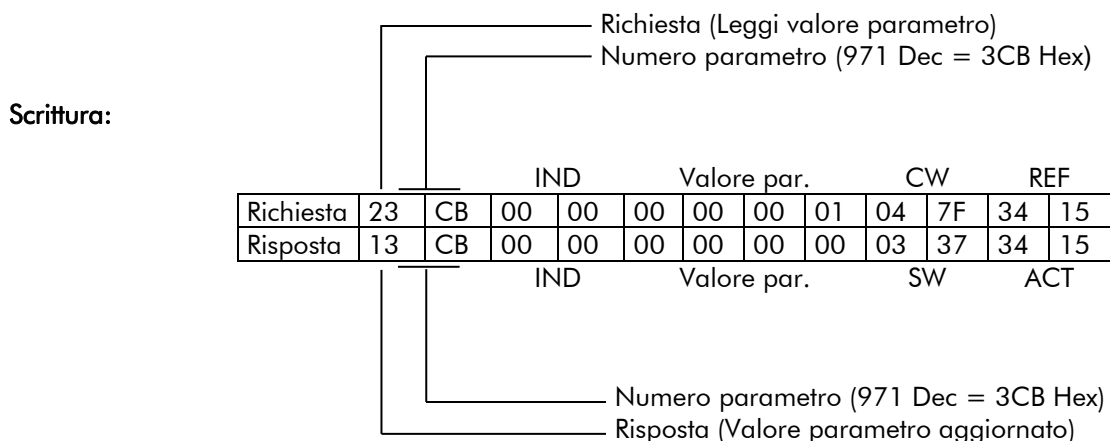 Richiesta (Leggi valore parametro)
Numero parametro (971 Dec = 3CB Hex)
Scrittura:
IND Valore par. CW REF
Richiesta 23 CB 00 00 00 00 00 01 04 7F 34 15
Risposta 13 CB 00 00 00 00 00 00 03 37 34 15
IND Valore par. SW ACT
Numero parametro (971 Dec = 3CB Hex)
Risposta (Valore parametro aggiornato)